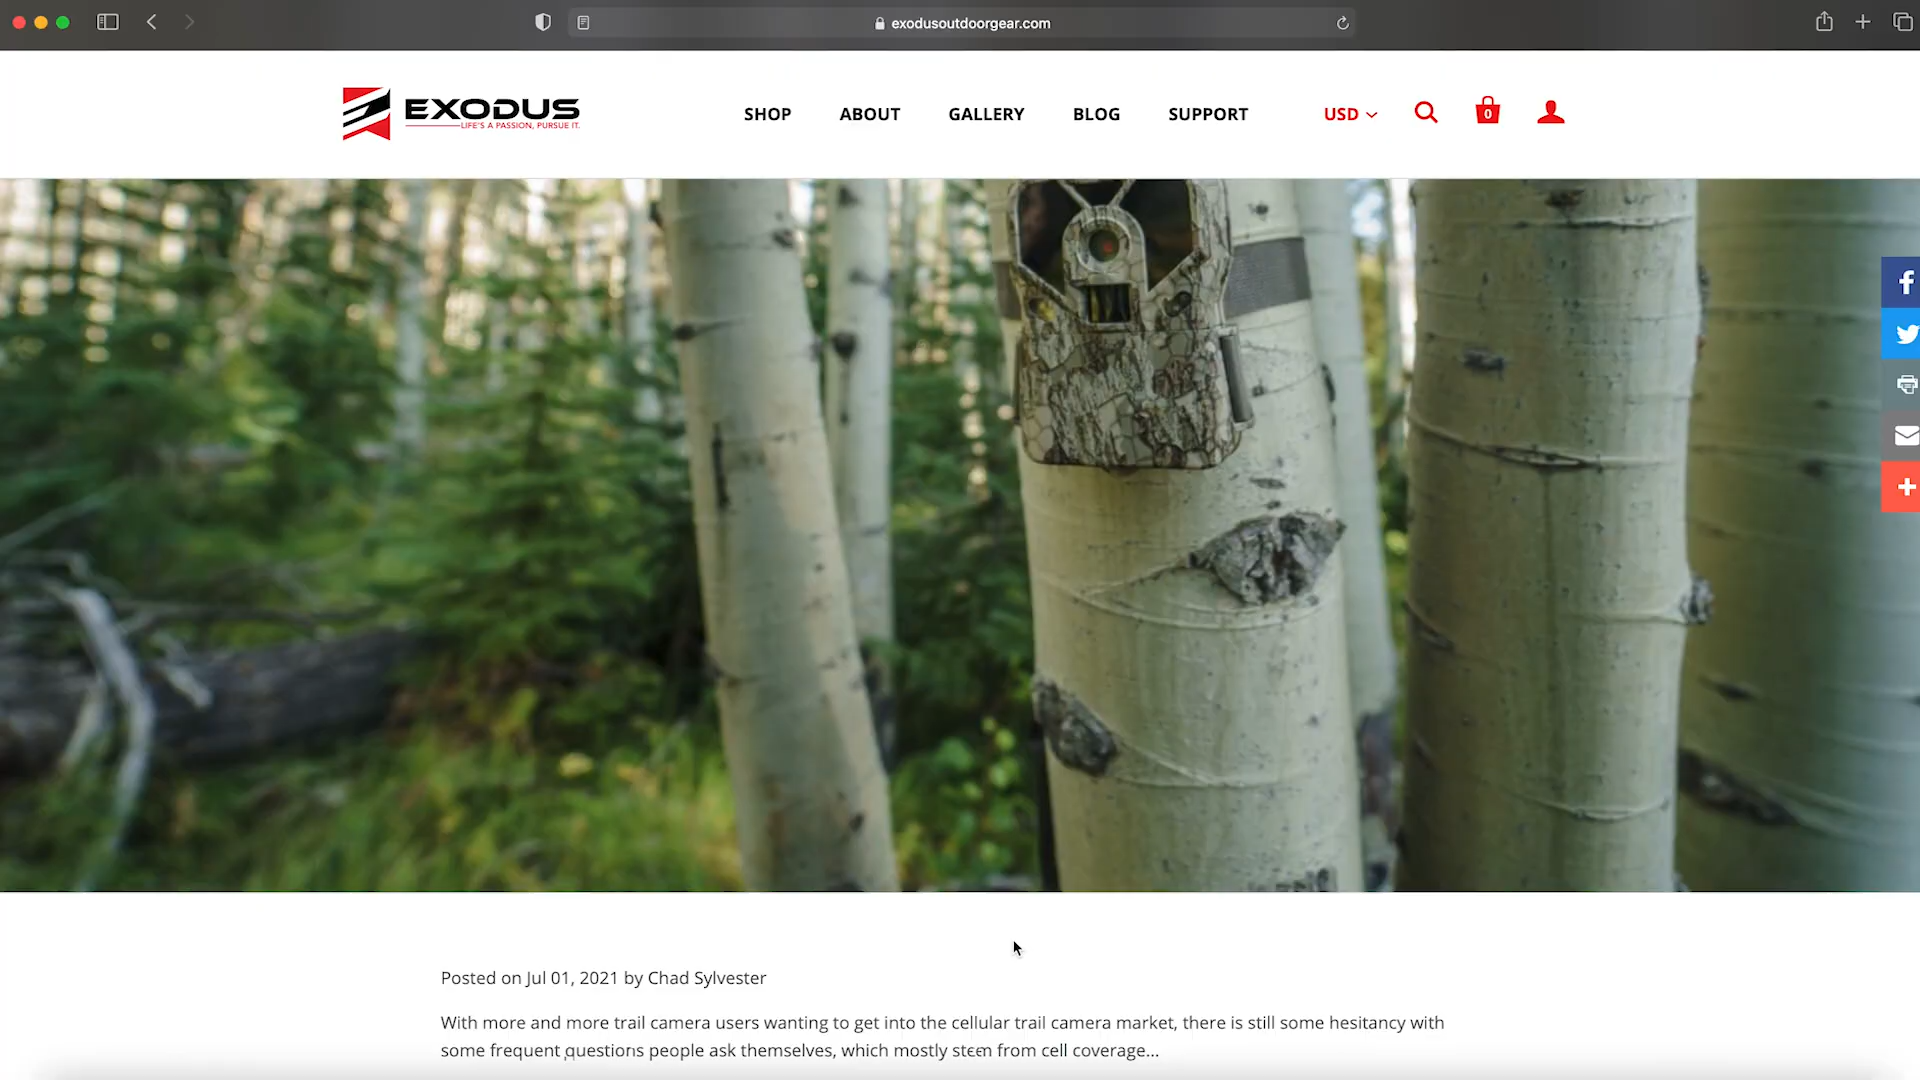 exodusoutdoorgear.com
EXODUS
LIFE'S A PASSION, PURSUE IT.
SHOP ABOUT GALLERY BLOG SUPPORT USD 0
Posted on Jul 01, 2021 by Chad Sylvester
With more and more trail camera users wanting to get into the cellular trail camera market, there is still some hesitancy with
some frequent questions people ask themselves, which mostly stem from cell coverage...